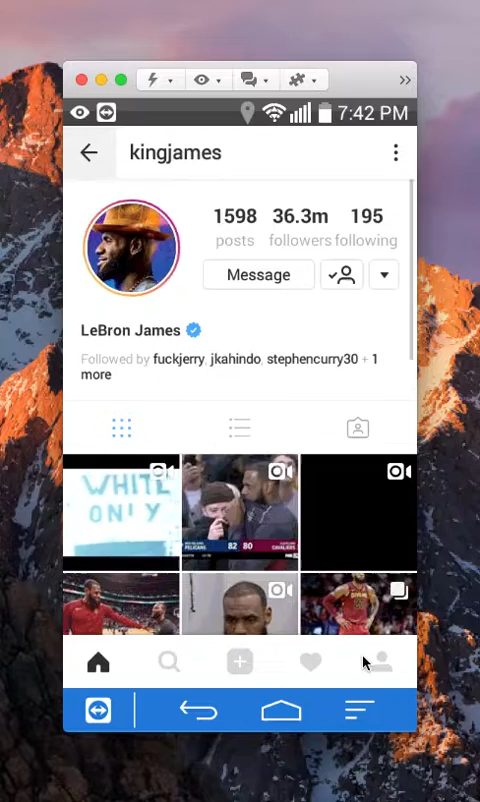 7:42 PM
kingjames
1598 36.3m 195
posts followers following
Message
LeBron James
Followed by fuckjerry, jkahindo, stephencurry30 + 1
more
WHITE
ONLY
PELICANS 82 80 CAVALIERS